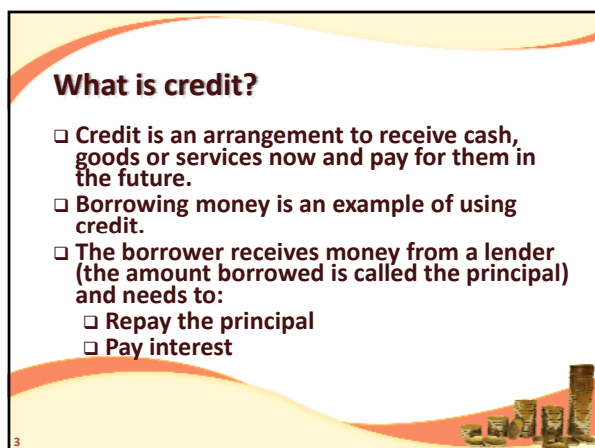 What is credit?
❑ Credit is an arrangement to receive cash,
goods or services now and pay for them in
the future.
❑ Borrowing money is an example of using
credit.
❑ The borrower receives money from a lender
(the amount borrowed is called the principal)
and needs to:
❑ Repay the principal
❑ Pay interest
3